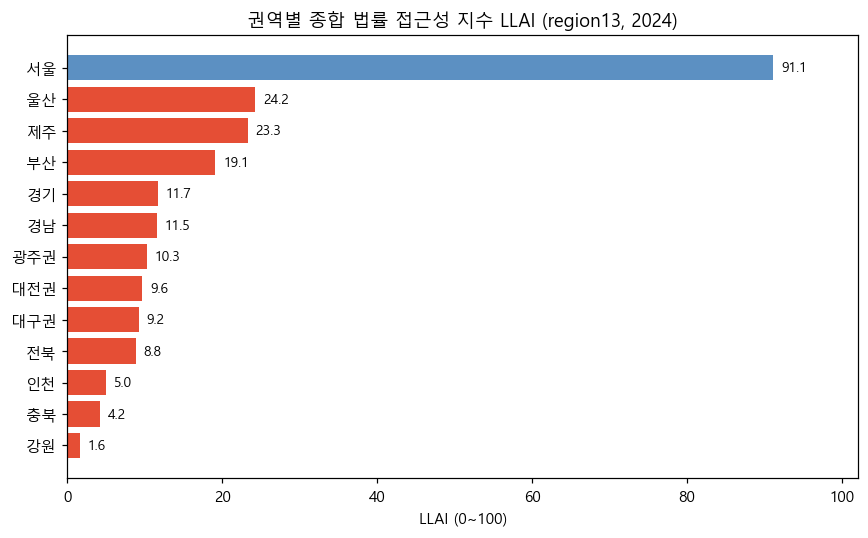 권역별 종합 법률 접근성 지수 LLAI (region13, 2024)
서울 91.1
울산 24.2
제주 23.3
부산 19.1
경기 11.7
경남 11.5
광주권 10.3
대전권 9.6
대구권 9.2
전북 8.8
인천 5.0
충북 4.2
강원 1.6
0 20 40 60 80 100
LLAI (0~100)